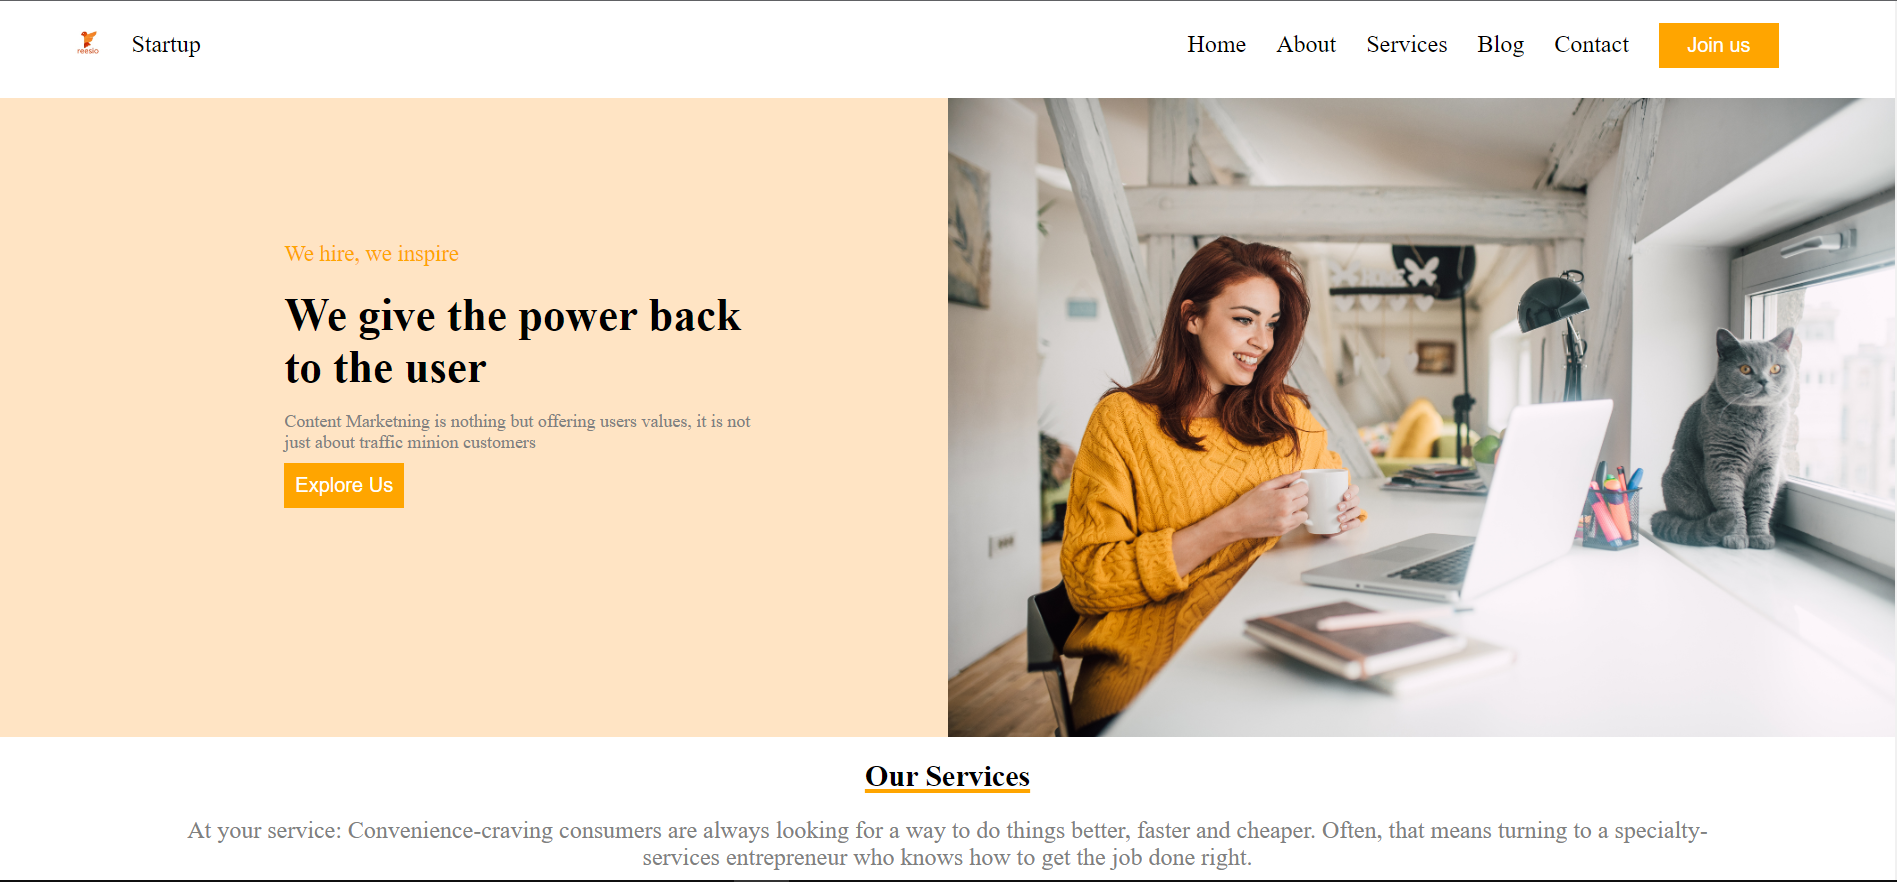 reesio
Startup
Home
About
Services
Blog
Contact
Join us
We hire, we inspire
We give the power back
to the user
Content Marketning is nothing but offering users values, it is not
just about traffic minion customers
Explore Us
Our Services
At your service: Convenience-craving consumers are always looking for a way to do things better, faster and cheaper. Often, that means turning to a specialty-
services entrepreneur who knows how to get the job done right.